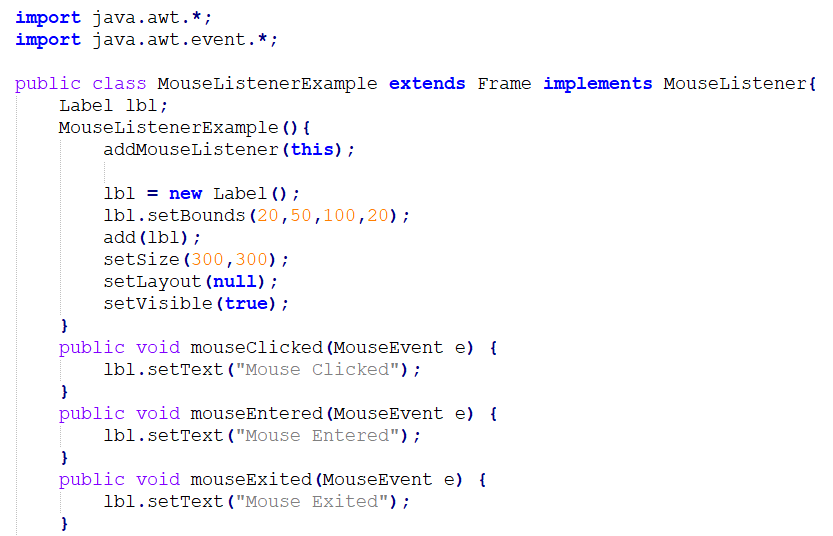 import java.awt.*;
import java.awt.event.*;
public class MouseListenerExample extends Frame implements MouseListener{
Label lbl;
MouseListenerExample(){
addMouseListener(this);
lbl = new Label();
lbl.setBounds(20,50,100,20);
add(lbl);
setSize(300,300);
setLayout(null);
setVisible(true);
}
public void mouseClicked(MouseEvent e) {
lbl.setText("Mouse Clicked");
}
public void mouseEntered(MouseEvent e) {
lbl.setText("Mouse Entered");
}
public void mouseExited(MouseEvent e) {
lbl.setText("Mouse Exited");
}